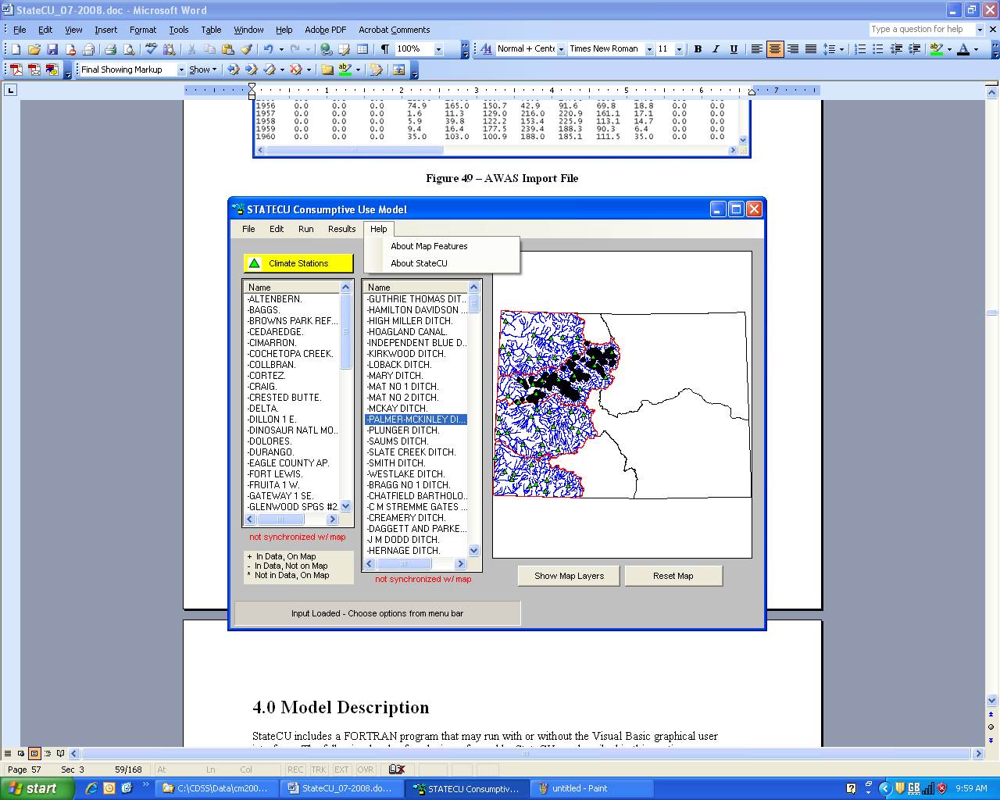 StateCU_07-2008.doc - Microsoft Word
File Edit View Insert Format Tools Table Window Help Adobe PDF Acrobat Comments
Type a question for help
100% Normal + Cente Times New Roman 11 B I U
Final Showing Markup Show
1 2 3 4 5 6 7
1956 0.0 0.0 0.0 74.9 165.0 150.7 42.9 91.6 69.8 18.8 0.0 0.0
1957 0.0 0.0 0.0 1.6 11.3 129.0 216.0 220.9 161.1 17.1 0.0 0.0
1958 0.0 0.0 0.0 5.9 39.8 122.2 153.4 225.9 113.1 14.7 0.0 0.0
1959 0.0 0.0 0.0 9.4 16.4 177.5 239.4 188.3 90.3 6.4 0.0 0.0
1960 0.0 0.0 0.0 35.0 103.0 100.9 188.0 185.1 111.5 35.0 0.0 0.0
Figure 49 – AWAS Import File
STATECU Consumptive Use Model
File Edit Run Results Help
About Map Features
About StateCU
Climate Stations
Name
-ALTENBERN.
-BAGGS.
-BROWNS PARK REF...
-CEDAREDGE.
-CIMARRON.
-COCHETOPA CREEK.
-COLLBRAN.
-CORTEZ.
-CRAIG.
-CRESTED BUTTE.
-DELTA.
-DILLON 1 E.
-DINOSAUR NATL MO...
-DOLORES.
-DURANGO.
-EAGLE COUNTY AP.
-FORT LEWIS.
-FRUITA 1 W.
-GATEWAY 1 SE.
-GLENWOOD SPGS #2.
not synchronized w/ map
+ In Data, On Map
- In Data, Not on Map
* Not in Data, On Map
Name
-GUTHRIE THOMAS DIT...
-HAMILTON DAVIDSON ...
-HIGH MILLER DITCH.
-HOAGLAND CANAL.
-INDEPENDENT BLUE D...
-KIRKWOOD DITCH.
-LOBACK DITCH.
-MARY DITCH.
-MAT NO 1 DITCH.
-MAT NO 2 DITCH.
-MCKAY DITCH.
-PALMER-MCKINLEY DI...
-PLUNGER DITCH.
-SAUMS DITCH.
-SLATE CREEK DITCH.
-SMITH DITCH.
-WESTLAKE DITCH.
-BRAGG NO 1 DITCH.
-CHATFIELD BARTHOLO...
-C M STREMME GATES ...
-CREAMERY DITCH.
-DAGGETT AND PARKE...
-J M DODD DITCH.
-HERNAGE DITCH.
not synchronized w/ map
Show Map Layers Reset Map
Input Loaded - Choose options from menu bar
4.0 Model Description
StateCU includes a FORTRAN program that may run with or without the Visual Basic graphical user
Page 57 Sec 3 59/168 At Ln Col REC TRK EXT OVR
start C:\CDSS\Data\cm200... StateCU_07-2008.do... STATECU Consumptiv... untitled - Paint GB 9:59 AM